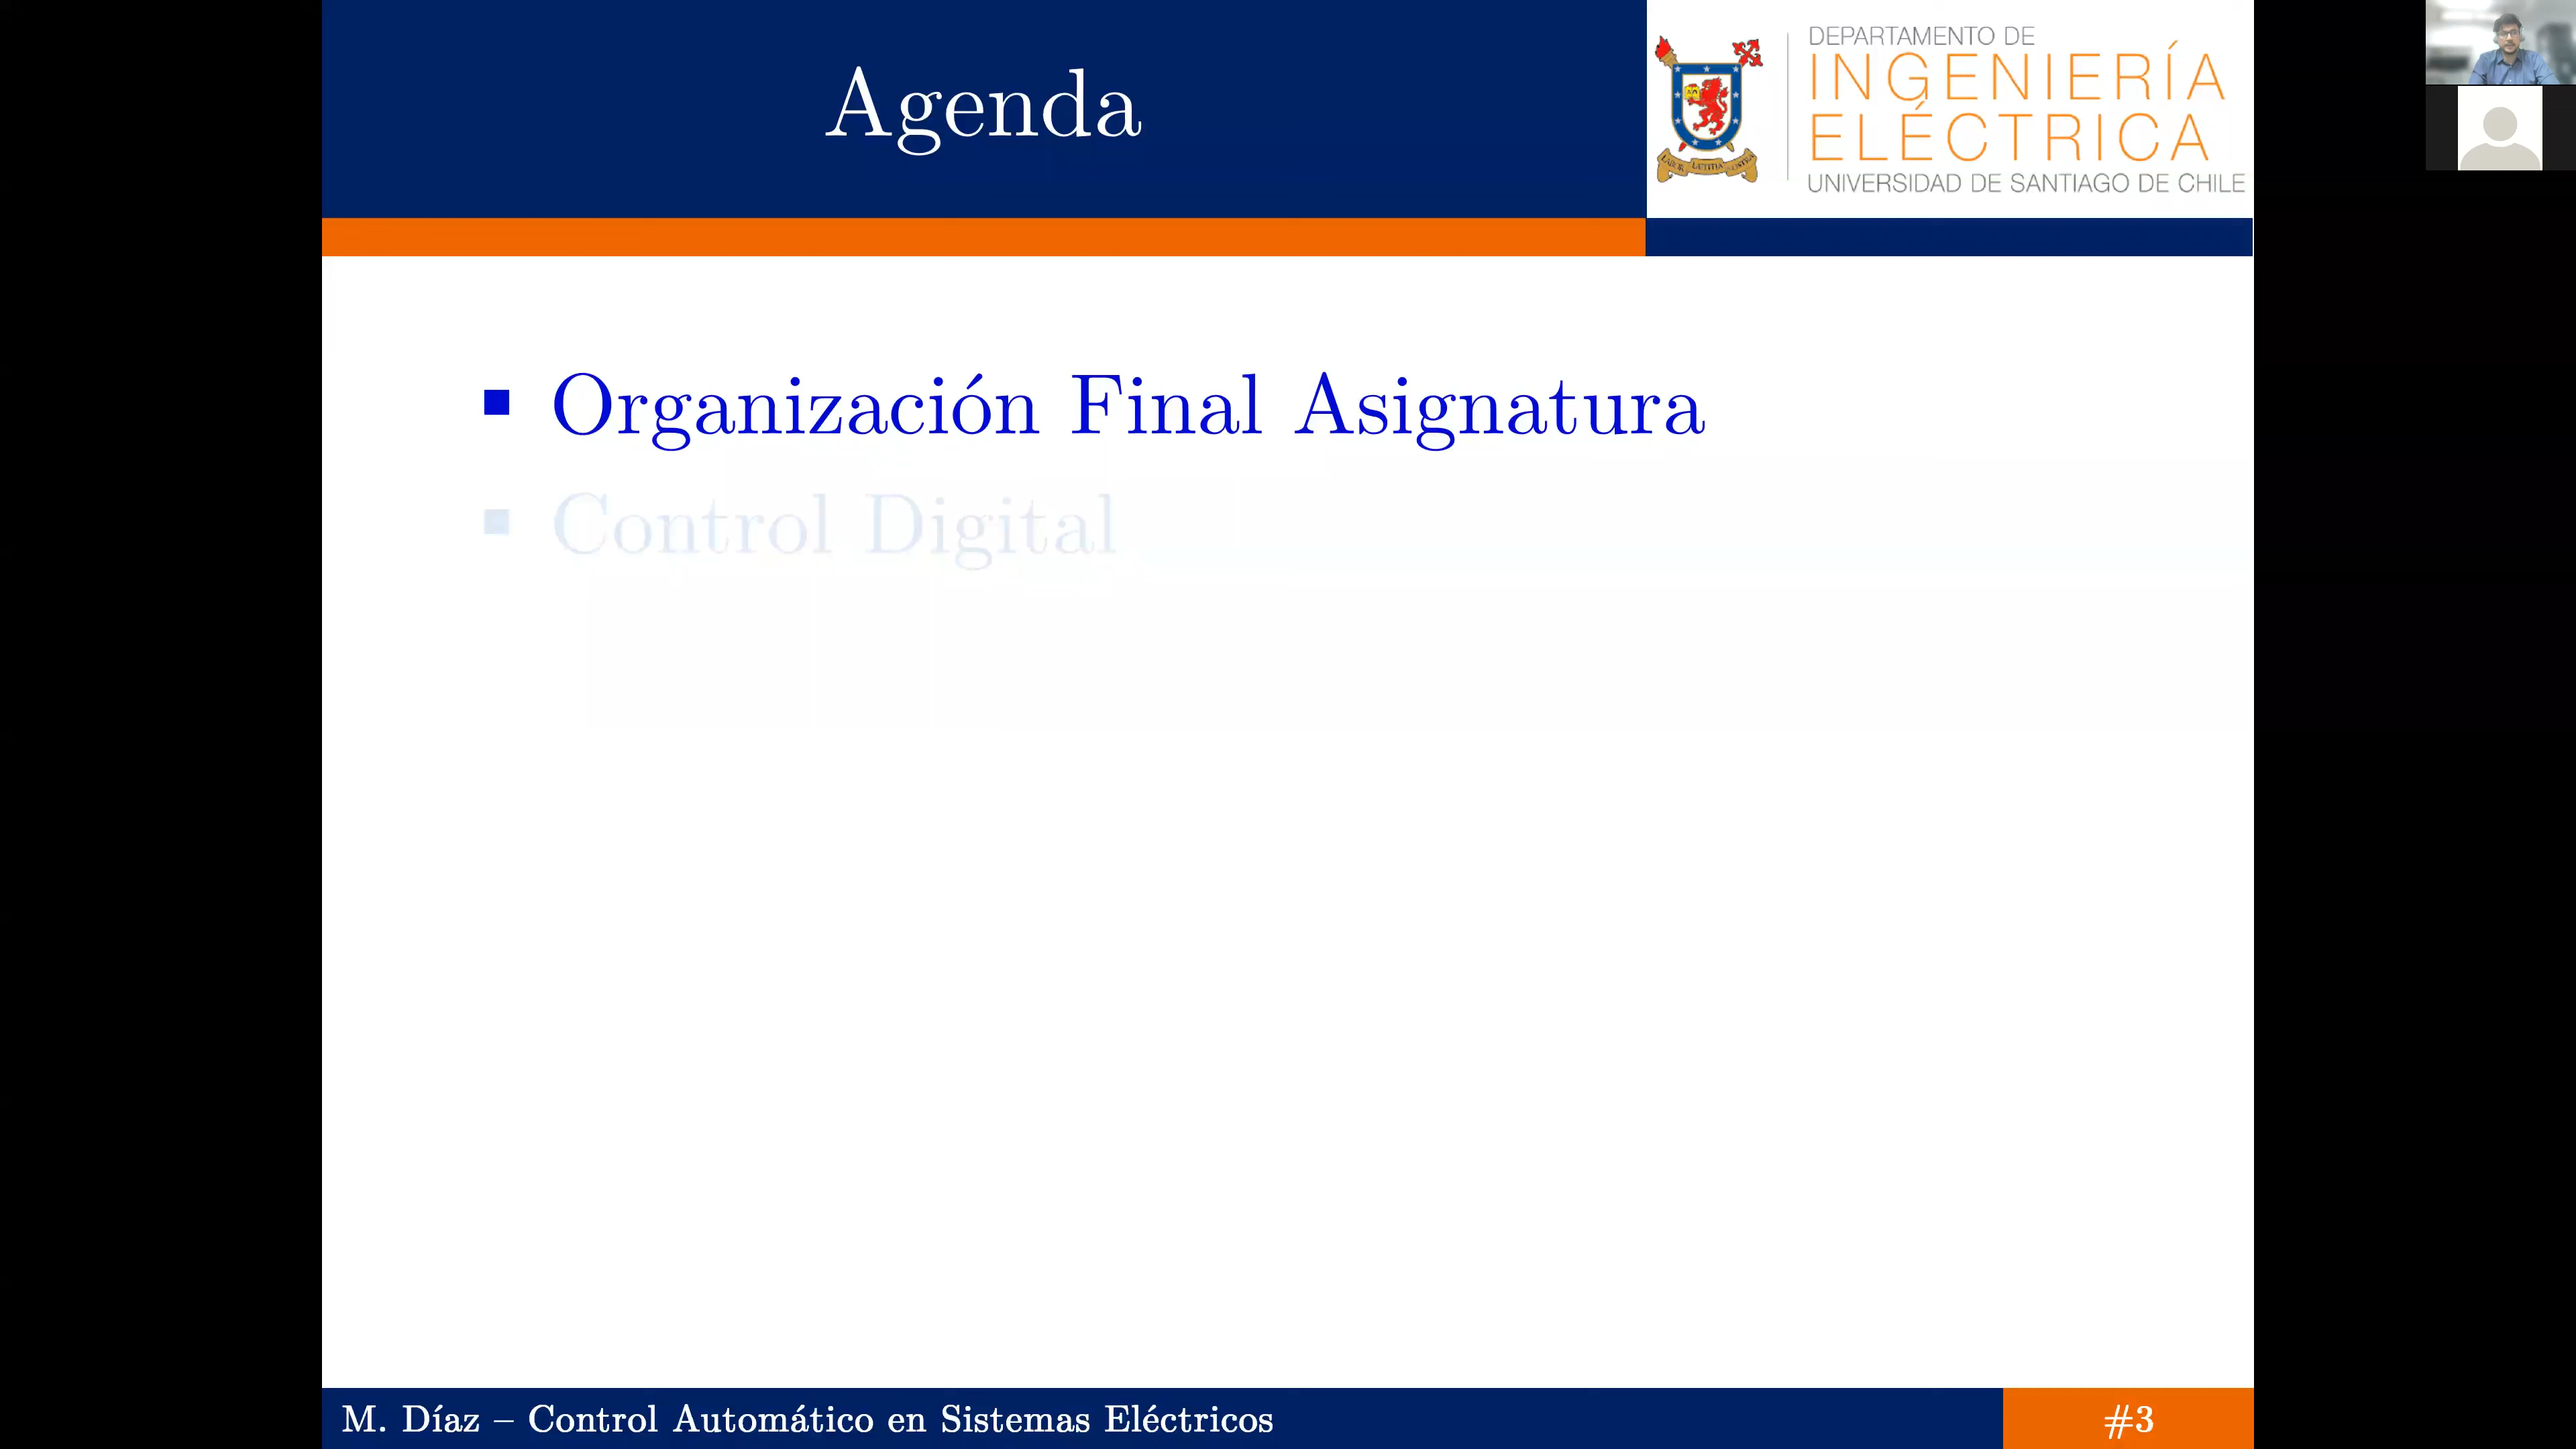 Agenda
DEPARTAMENTO DE
INGENIERÍA
ELÉCTRICA
UNIVERSIDAD DE SANTIAGO DE CHILE
▪ Organización Final Asignatura
▪ Control Digital
M. Díaz – Control Automático en Sistemas Eléctricos
#3